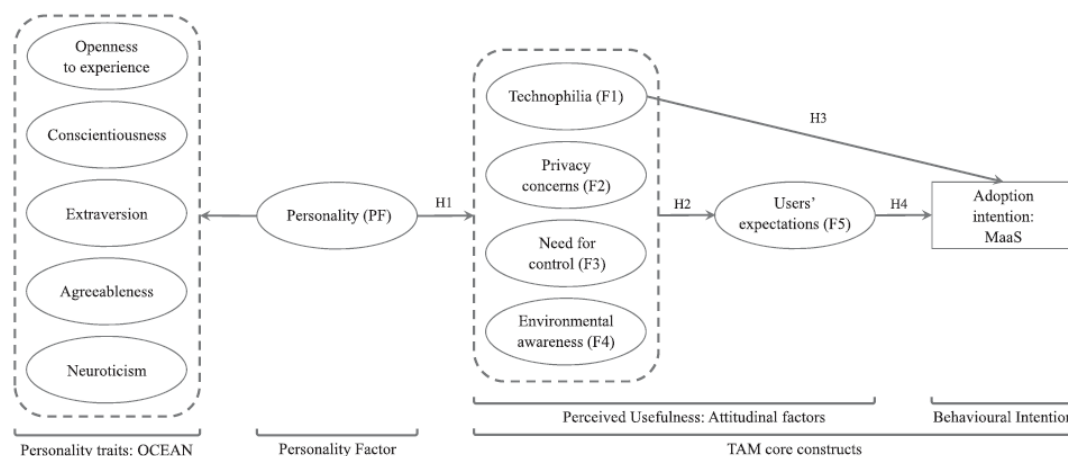 Openness
to experience
Conscientiousness
Extraversion
Agreeableness
Neuroticism
Personality (PF)
H1
Technophilia (F1)
Privacy
concerns (F2)
Need for
control (F3)
Environmental
awareness (F4)
H2
H3
Users'
expectations (F5)
H4
Adoption
intention:
MaaS
Perceived Usefulness: Attitudinal factors
Behavioural Intention
Personality traits: OCEAN
Personality Factor
TAM core constructs